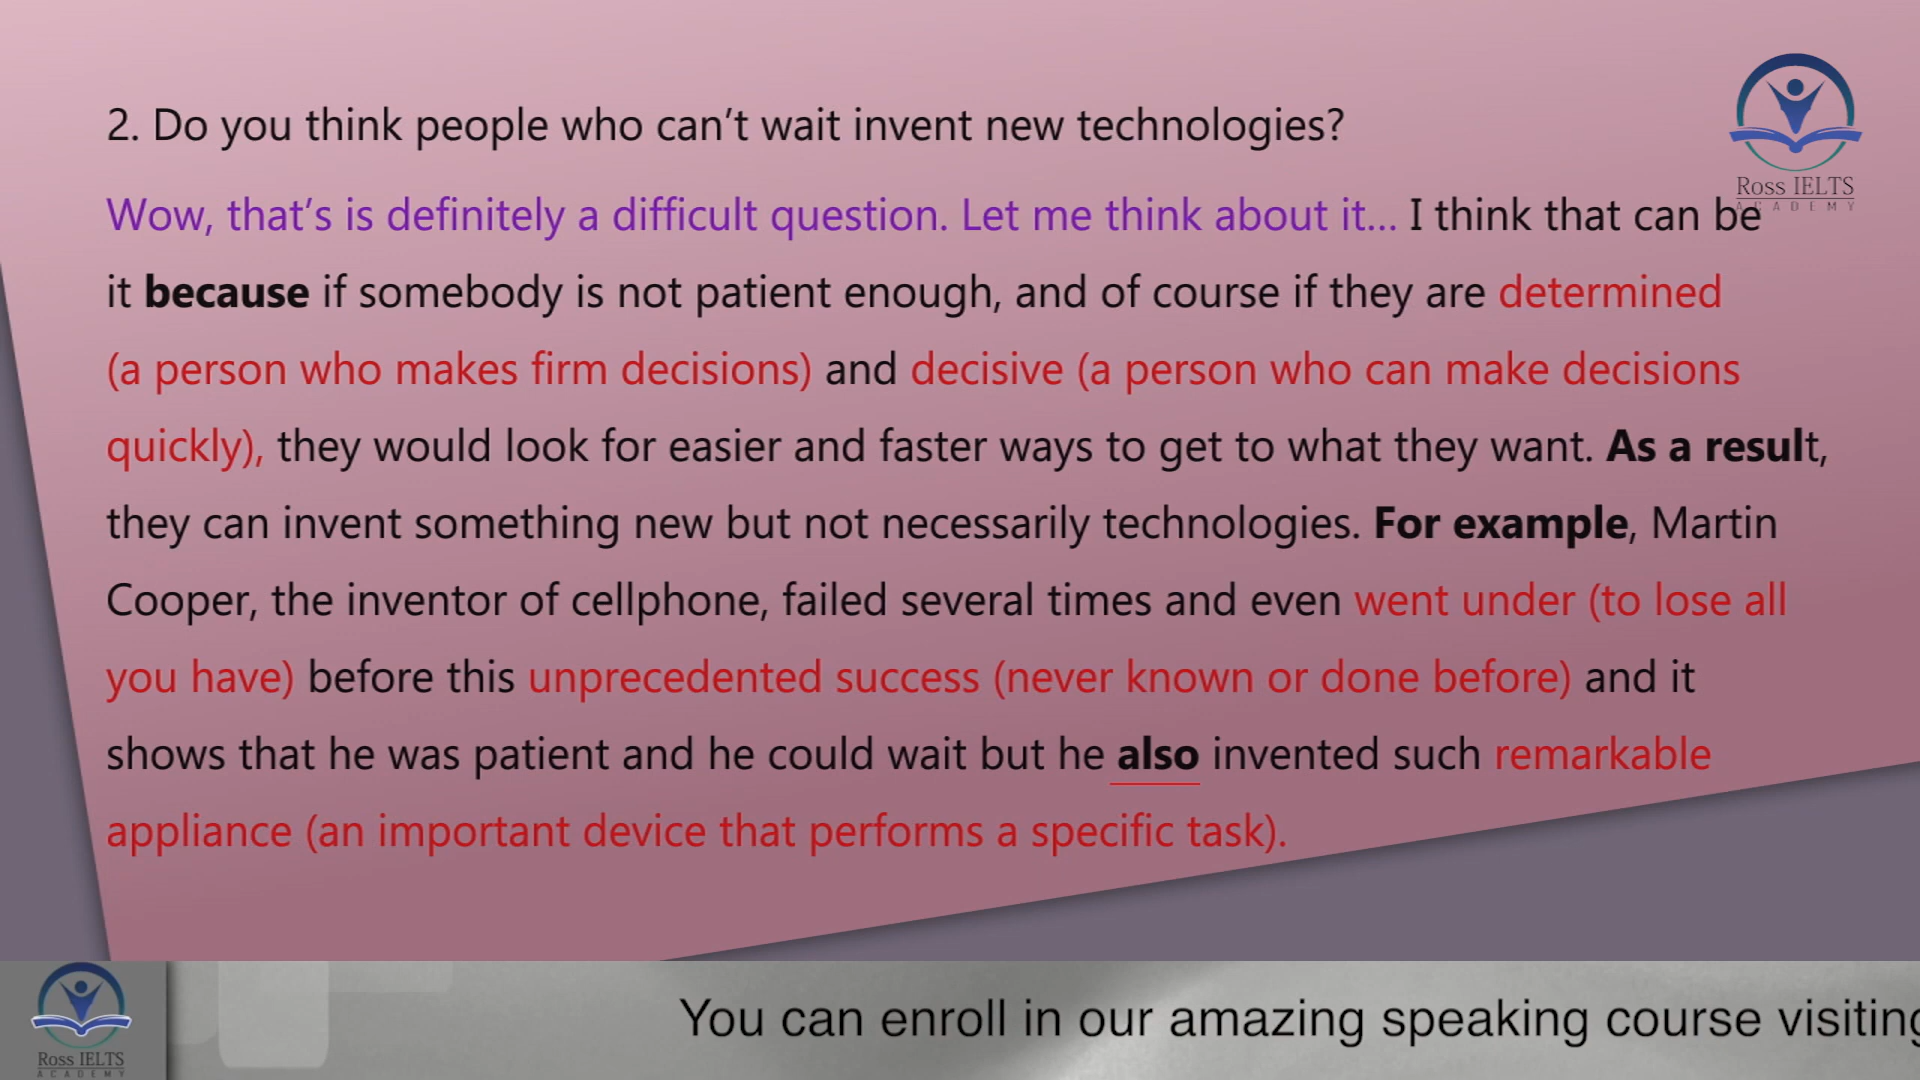 2. Do you think people who can’t wait invent new technologies?
Wow, that’s is definitely a difficult question. Let me think about it... I think that can be
it because if somebody is not patient enough, and of course if they are determined
(a person who makes firm decisions) and decisive (a person who can make decisions
quickly), they would look for easier and faster ways to get to what they want. As a result,
they can invent something new but not necessarily technologies. For example, Martin
Cooper, the inventor of cellphone, failed several times and even went under (to lose all
you have) before this unprecedented success (never known or done before) and it
shows that he was patient and he could wait but he also invented such remarkable
appliance (an important device that performs a specific task).
Ross IELTS
ACADEMY
Ross IELTS
ACADEMY
You can enroll in our amazing speaking course visiting